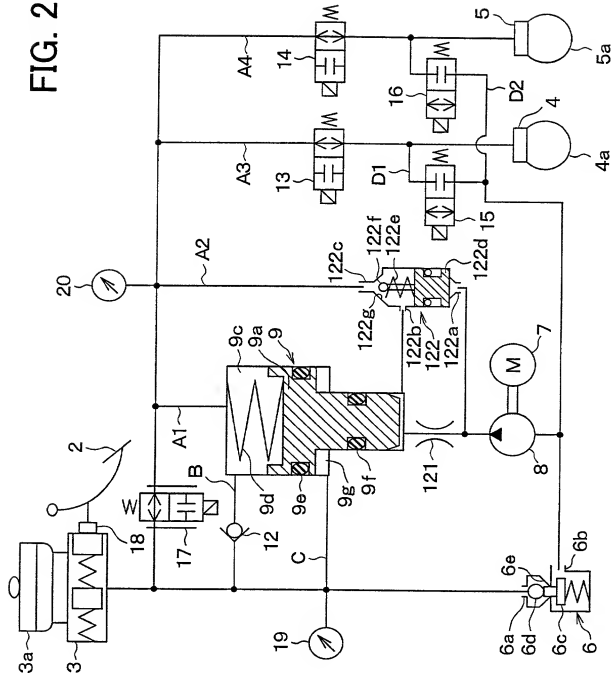 FIG. 2
5
5a
14
A4
16
D2
4
4a
13
A3
D1
15
20
A2
122c
122f
122e
122g
122b
122d
122
122a
7
M
8
121
9c
9a
9
A1
9d
9e
9g
9f
B
12
C
2
18
17
3a
3
19
6e
6b
6a
6d
6c
6